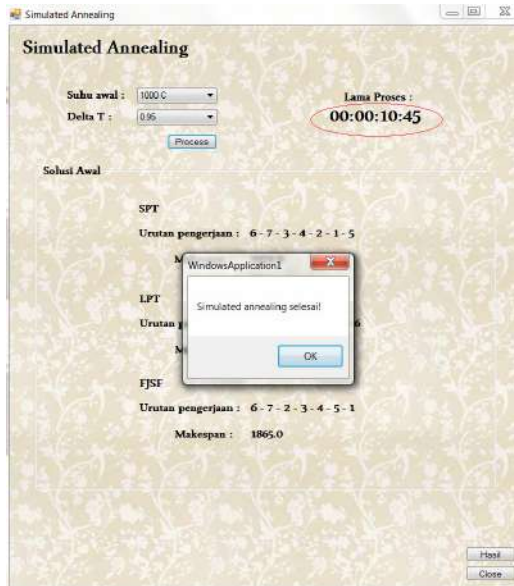 Simulated Annealing
Simulated Annealing
Suhu awal : 1000 C
Delta T : 0.95
Process
Lama Proses :
00:00:10:45
Solusi Awal
SPT
Urutan pengerjaan : 6 - 7 - 3 - 4 - 2 - 1 - 5
WindowsApplication1
Simulated annealing selesai!
OK
LPT
Urutan
6
FJSF
Urutan pengerjaan : 6 - 7 - 2 - 3 - 4 - 5 - 1
Makespan : 1865.0
Hasil
Close